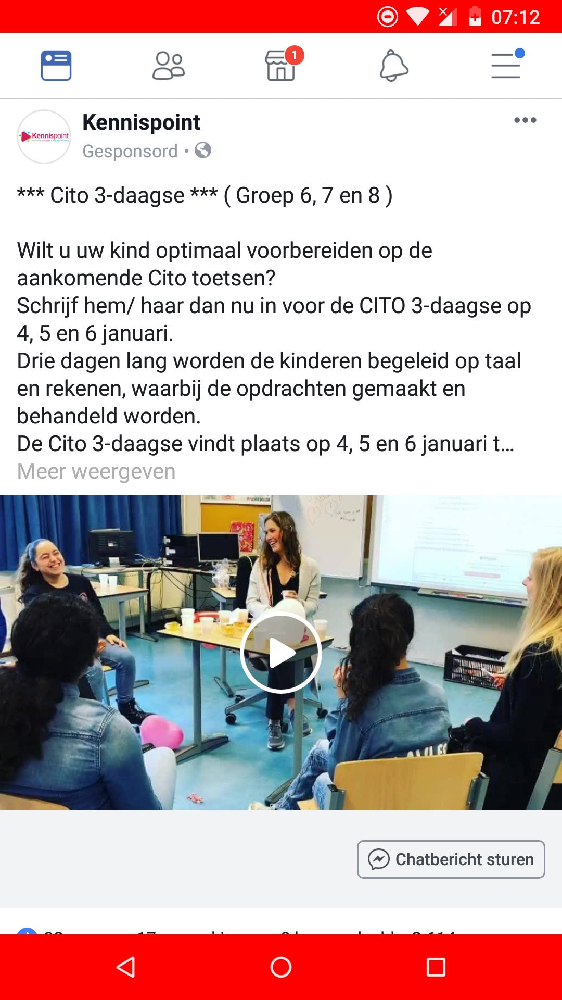 07:12
1
Kennispoint
Kennispoint
Gesponsord •
*** Cito 3-daagse *** ( Groep 6, 7 en 8 )
Wilt u uw kind optimaal voorbereiden op de
aankomende Cito toetsen?
Schrijf hem/ haar dan nu in voor de CITO 3-daagse op
4, 5 en 6 januari.
Drie dagen lang worden de kinderen begeleid op taal
en rekenen, waarbij de opdrachten gemaakt en
behandeld worden.
De Cito 3-daagse vindt plaats op 4, 5 en 6 januari t...
Meer weergeven
Chatbericht sturen